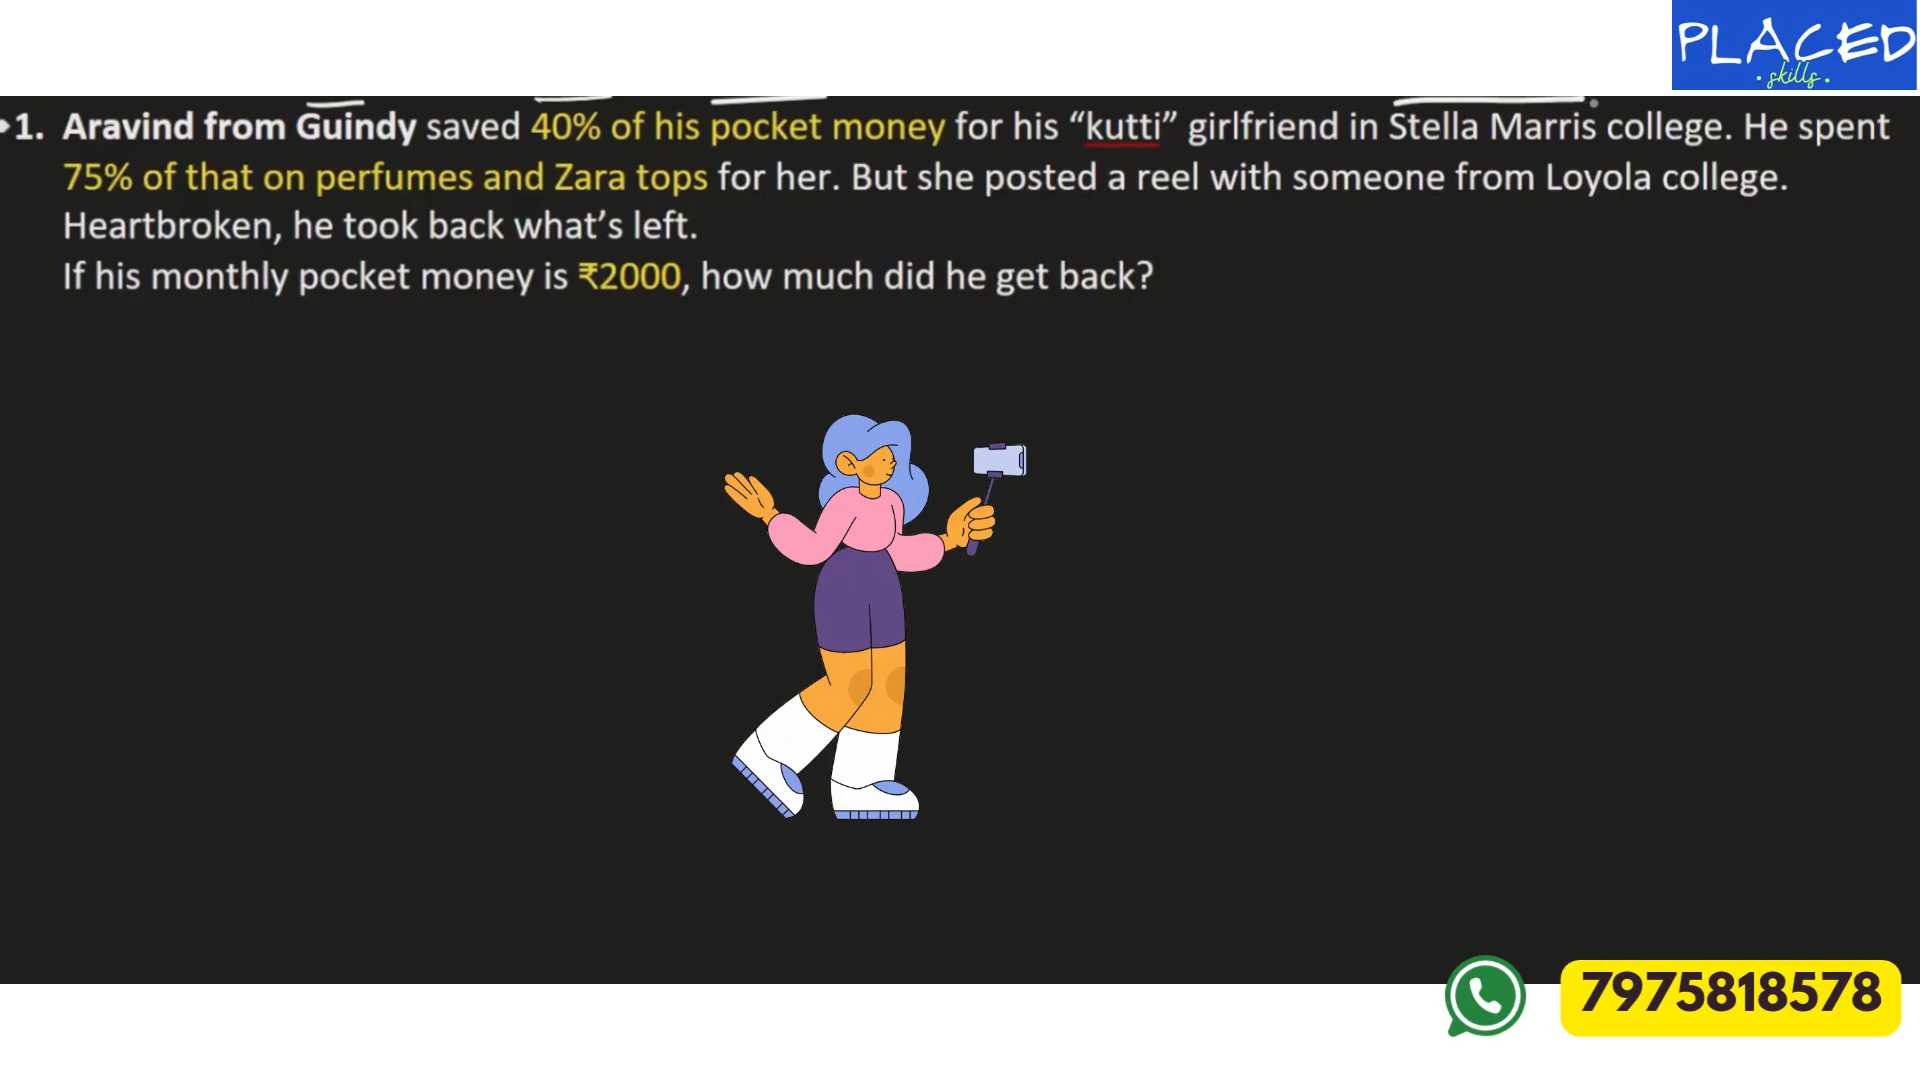 PLACED
• skills •
1. Aravind from Guindy saved 40% of his pocket money for his “kutti” girlfriend in Stella Marris college. He spent
75% of that on perfumes and Zara tops for her. But she posted a reel with someone from Loyola college.
Heartbroken, he took back what’s left.
If his monthly pocket money is ₹2000, how much did he get back?
7975818578